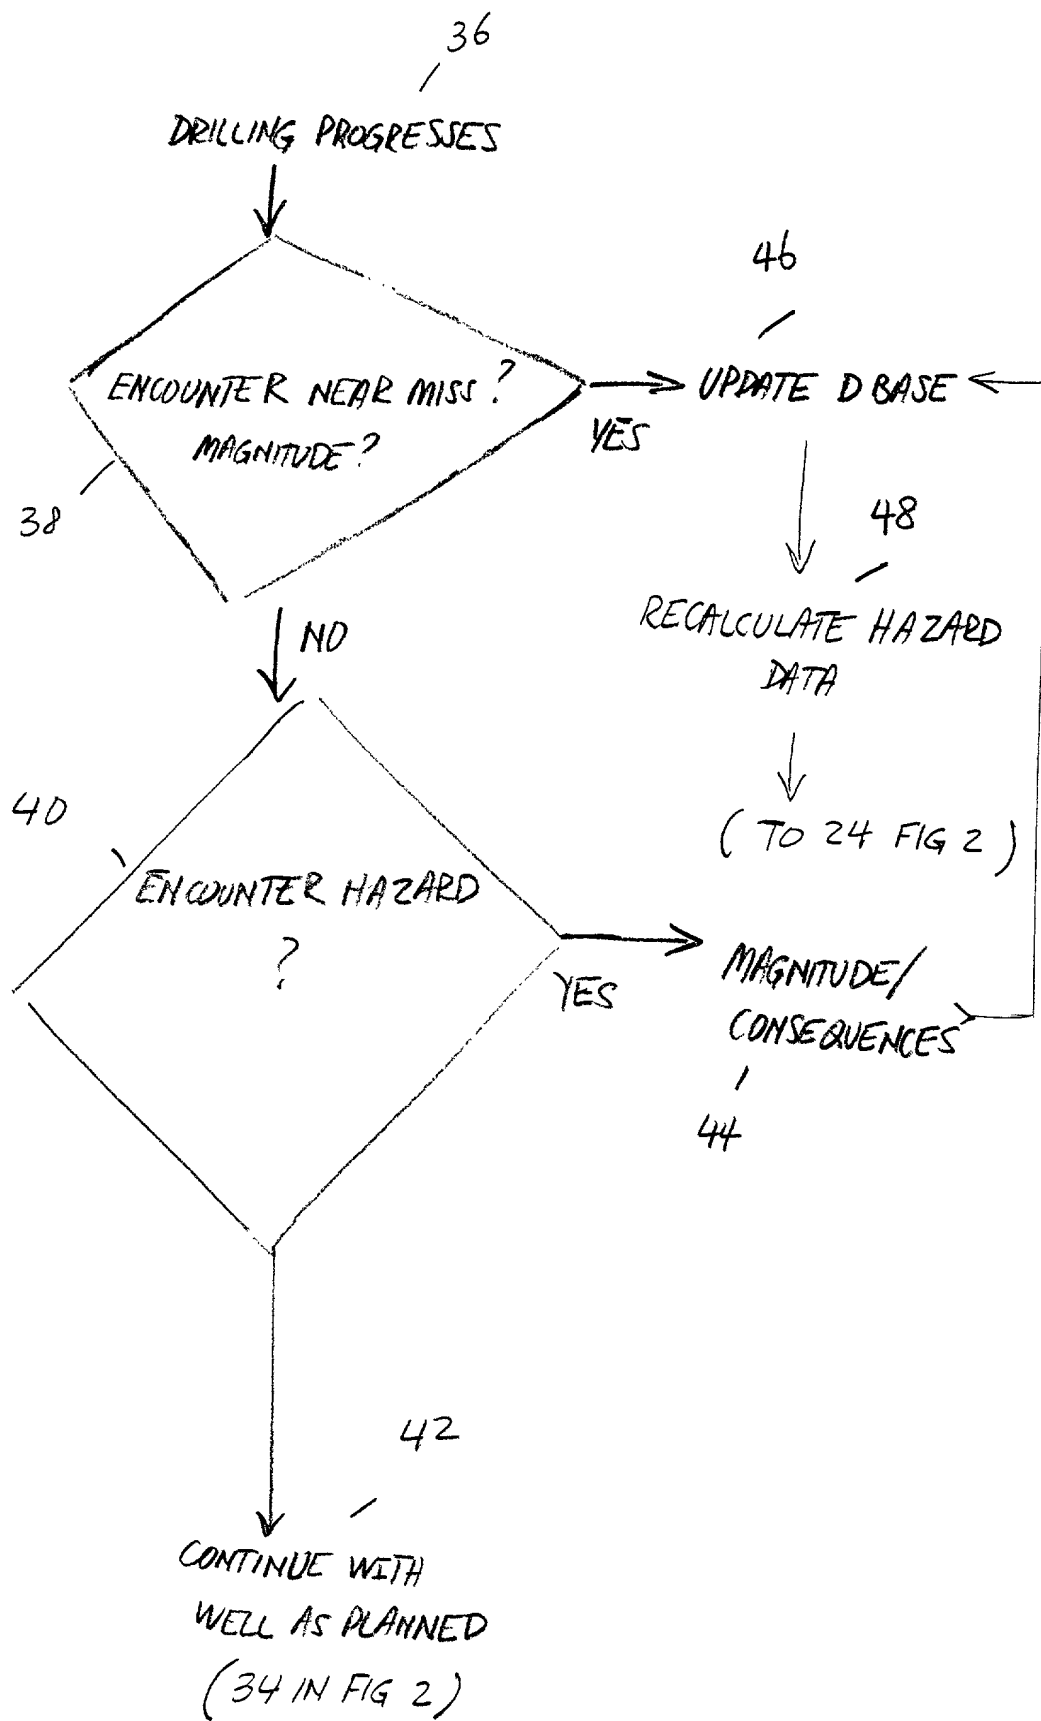 36
DRILLING PROGRESSES
46
ENCOUNTER NEAR MISS?
MAGNITUDE?
38
YES
UPDATE D BASE
48
NO
RECALCULATE HAZARD
DATA
40
(TO 24 FIG 2)
ENCOUNTER HAZARD
?
YES
MAGNITUDE/
CONSEQUENCES
44
42
CONTINUE WITH
WELL AS PLANNED
(34 IN FIG 2)